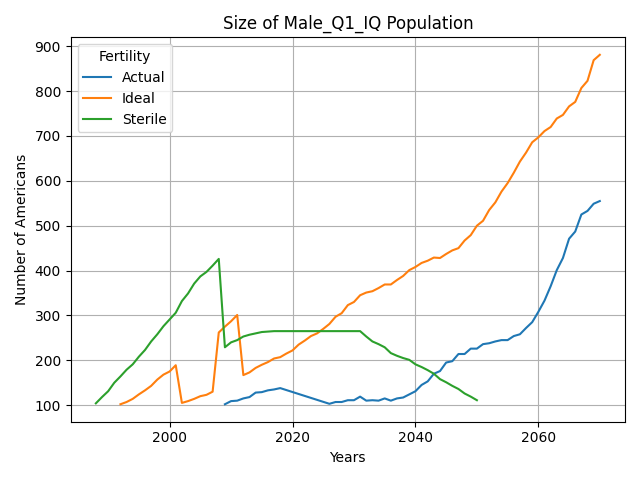 Size of Male_Q1_IQ Population
Number of Americans
900
800
700
600
500
400
300
200
100
Fertility
Actual
Ideal
Sterile
2000
2020
2040
2060
Years